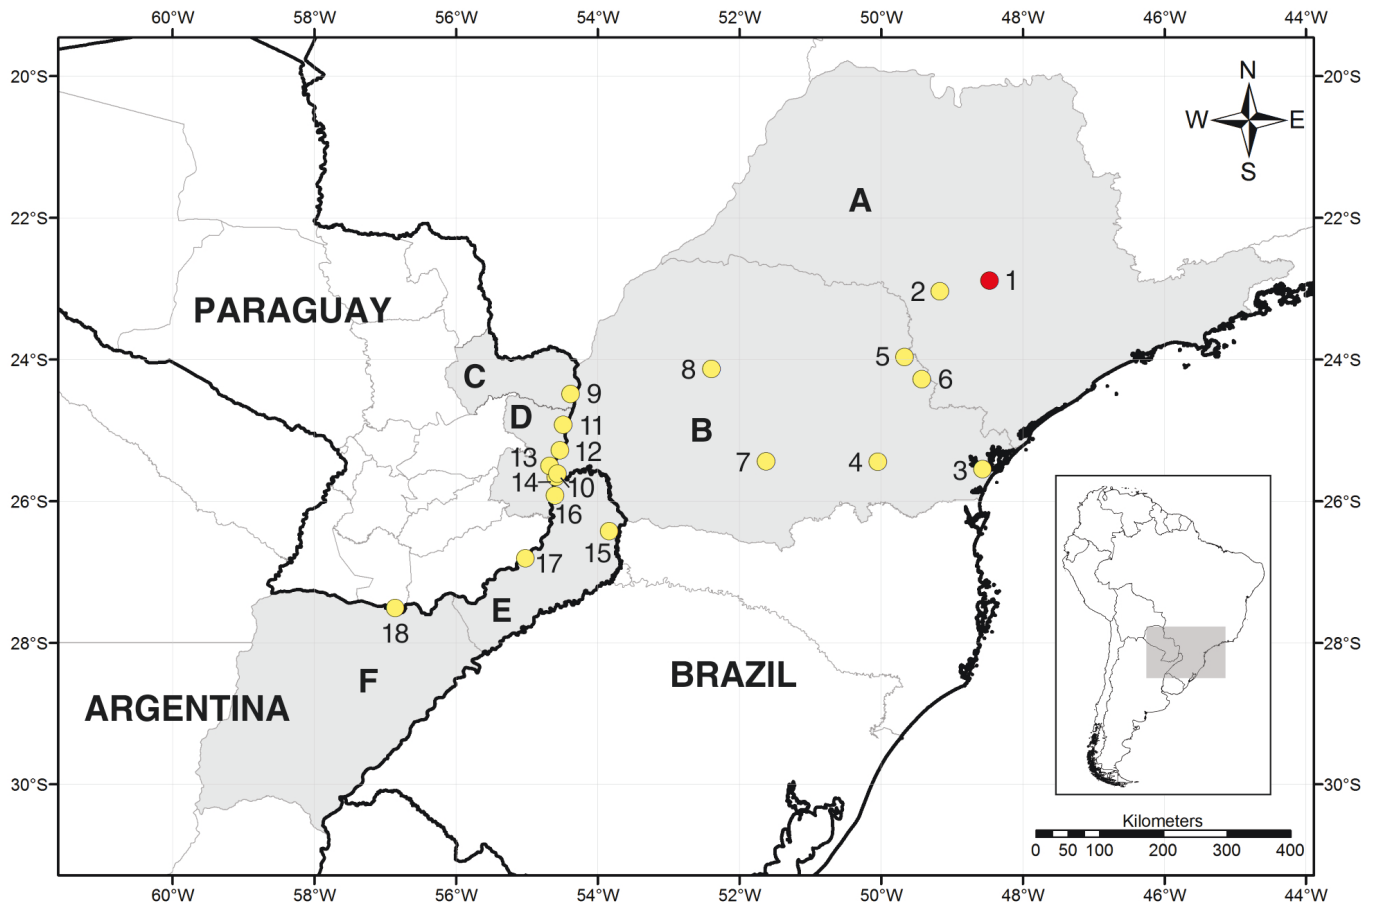 60°W 58°W 56°W 54°W 52°W 50°W 48°W 46°W 44°W
20°S 20°S
N
W E
S
A
22°S 22°S
PARAGUAY
1
2
24°S 24°S
5
8
C
6
9
D
11
B
12
13
7
4
3
14
10
26°S 26°S
16
15
17
E
18
28°S 28°S
F
BRAZIL
ARGENTINA
30°S 30°S
Kilometers
0 50 100 200 300 400
60°W 58°W 56°W 54°W 52°W 50°W 48°W 46°W 44°W